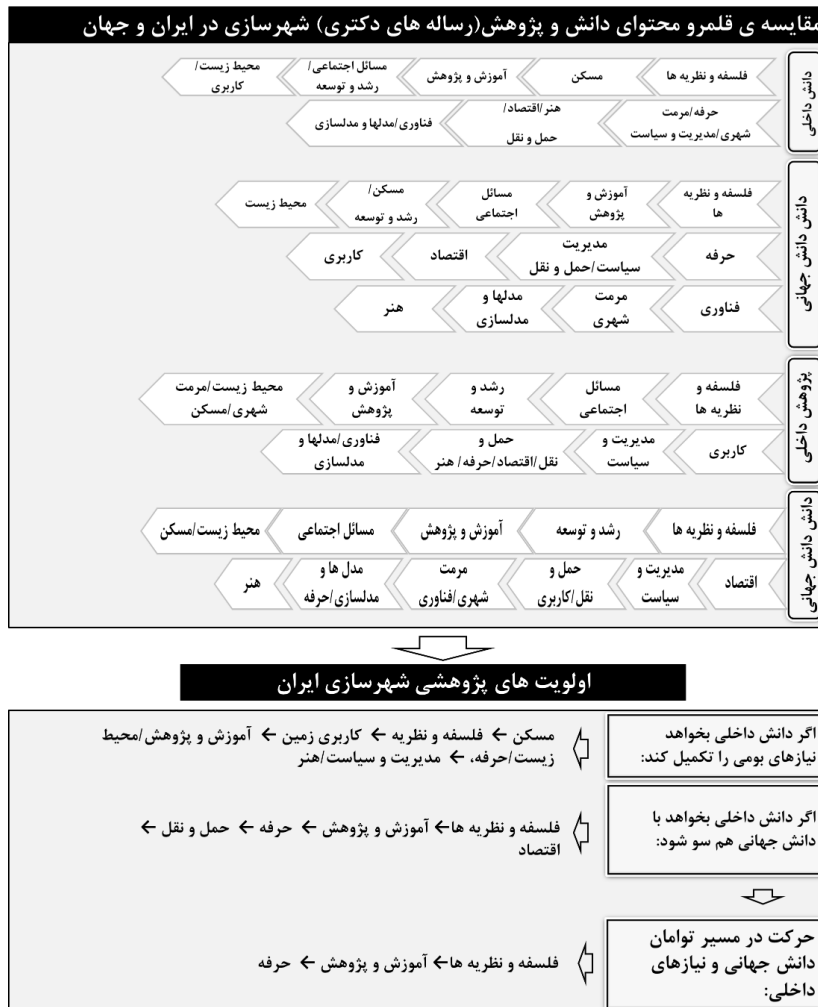 مقایسه ی قلمرو محتوای دانش و پژوهش(رساله های دکتری) شهرسازی در ایران و جهان
دانش داخلی
فلسفه و نظریه ها
مسکن
آموزش و پژوهش
مسائل اجتماعی/
رشد و توسعه
محیط زیست/
کاربری
حرفه/مرمت
شهری/مدیریت و سیاست
هنر/اقتصاد/
حمل و نقل
فناوری/مدلها و مدلسازی
دانش دانش جهانی
فلسفه و نظریه
ها
آموزش و
پژوهش
مسائل
اجتماعی
مسکن/
رشد و توسعه
محیط زیست
حرفه
مدیریت
سیاست/حمل و نقل
اقتصاد
کاربری
فناوری
مرمت
شهری
مدلها و
مدلسازی
هنر
پژوهش داخلی
فلسفه و
نظریه ها
مسائل
اجتماعی
رشد و
توسعه
آموزش و
پژوهش
محیط زیست/مرمت
شهری/مسکن
کاربری
مدیریت و
سیاست
حمل و
نقل/اقتصاد/حرفه/ هنر
فناوری/مدلها و
مدلسازی
دانش دانش جهانی
فلسفه و نظریه ها
رشد و توسعه
آموزش و پژوهش
مسائل اجتماعی
محیط زیست/مسکن
اقتصاد
مدیریت و
سیاست
حمل و
نقل/کاربری
مرمت
شهری/فناوری
مدل ها و
مدلسازی/حرفه
هنر
اولویت های پژوهشی شهرسازی ایران
اگر دانش داخلی بخواهد
نیازهای بومی را تکمیل کند:
مسکن ← فلسفه و نظریه ← کاربری زمین ← آموزش و پژوهش/محیط
زیست/حرفه، ← مدیریت و سیاست/هنر
اگر دانش داخلی بخواهد با
دانش جهانی هم سو شود:
فلسفه و نظریه ها← آموزش و پژوهش ← حرفه ← حمل و نقل ←
اقتصاد
حرکت در مسیر توامان
دانش جهانی و نیازهای
داخلی:
فلسفه و نظریه ها← آموزش و پژوهش ← حرفه